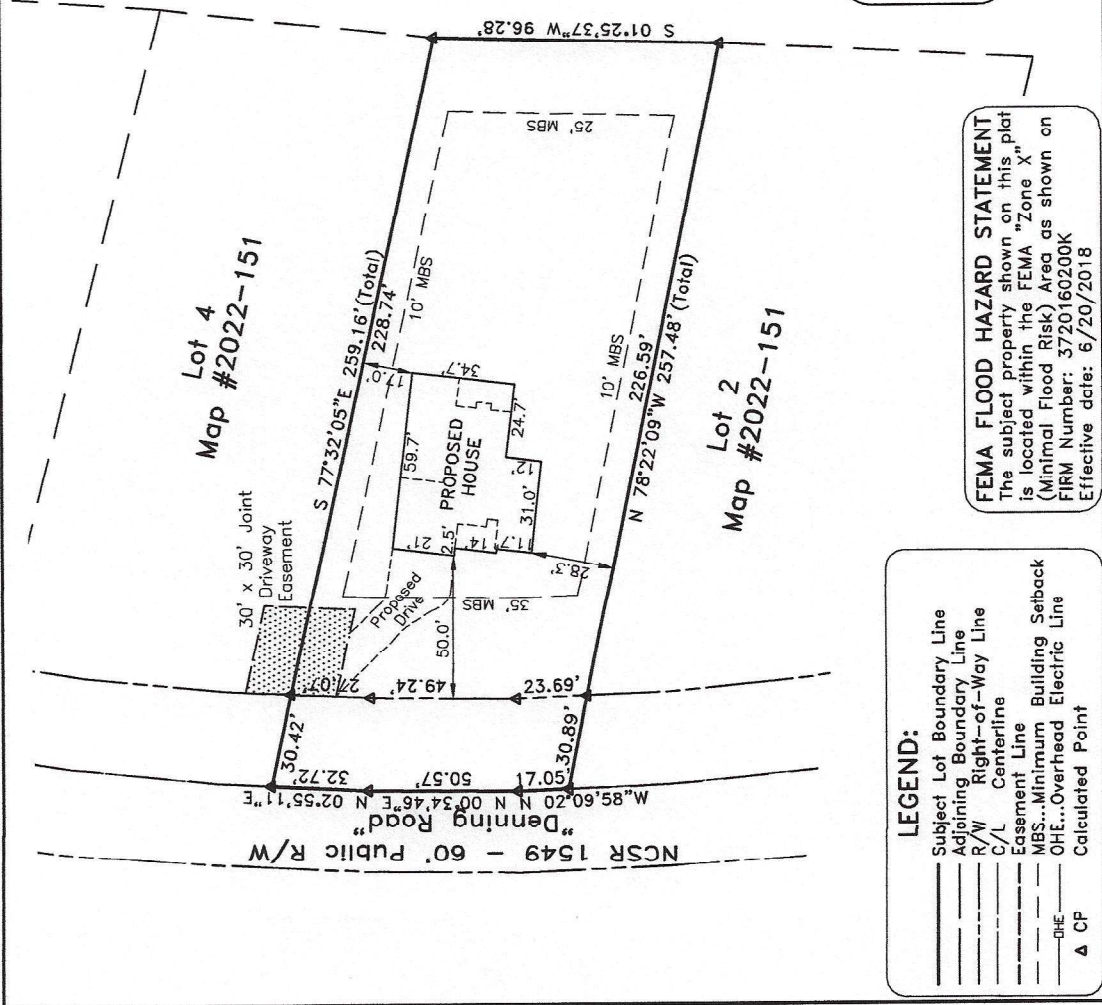 S 01°25'37"W 96.28'
Lot 4
Map #2022-151
S 77°32'05"E 259.16'(Total)
228.74'
10' MBS
25' MBS
30' x 30' Joint
Driveway
Easement
17.0'
34.7'
59.7'
PROPOSED
HOUSE
24.7'
12'
31.0'
21'
2.5'
14'
11.7'
28.3'
Proposed
Drive
35' MBS
50.0'
10' MBS
226.59'
N 78°22'09"W 257.48' (Total)
Lot 2
Map #2022-151
27.07'
49.24'
23.69'
30.42'
30.89'
32.72'
50.57'
17.05'
N 02°55'11"E
N 00°34'46"E
N 02°09'58"W
"Denning Road"
NCSR 1549 - 60' Public R/W
FEMA FLOOD HAZARD STATEMENT
The subject property shown on this plat
is located within the FEMA "Zone X"
(Minimal Flood Risk) Area as shown on
FIRM Number: 3720160200K
Effective date: 6/20/2018
LEGEND:
Subject Lot Boundary Line
Adjoining Boundary Line
R/W Right-of-Way Line
C/L Centerline
Easement Line
MBS...Minimum Building Setback
OHE OHE...Overhead Electric Line
CP Calculated Point